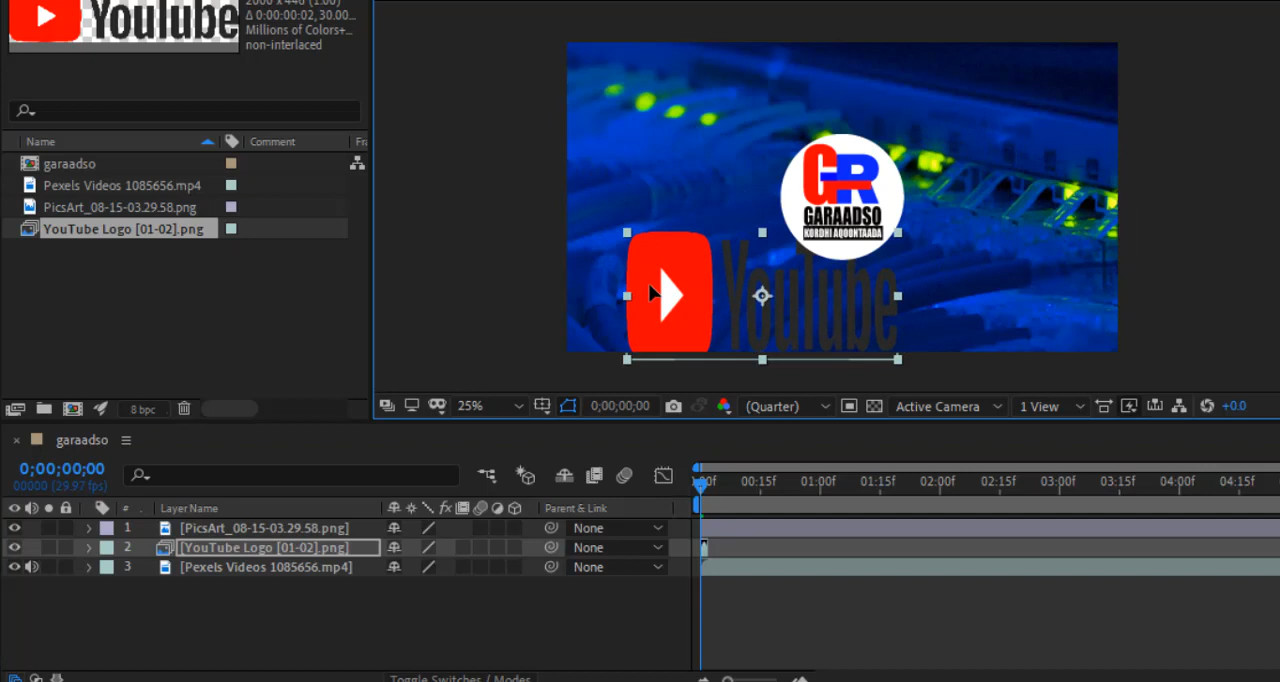 YouTube
2000 x 446 (1.00)
Δ 0:00:00:02, 30.00...
Millions of Colors+...
non-interlaced
Name
Comment
Fr
garaadso
Pexels Videos 1085656.mp4
PicsArt_08-15-03.29.58.png
YouTube Logo [01-02].png
8 bpc
GR
GARAADSO
KORDHI AQOONTAADA
YouTube
25%
0;00;00;00
(Quarter)
Active Camera
1 View
+0.0
garaadso
0;00;00;00
00000 (29.97 fps)
:00f 00:15f 01:00f 01:15f 02:00f 02:15f 03:00f 03:15f 04:00f 04:15f
# . Layer Name
fx
Parent & Link
1 [PicsArt_08-15-03.29.58.png] None
2 [YouTube Logo [01-02].png] None
3 [Pexels Videos 1085656.mp4] None
Toggle Switches / Modes